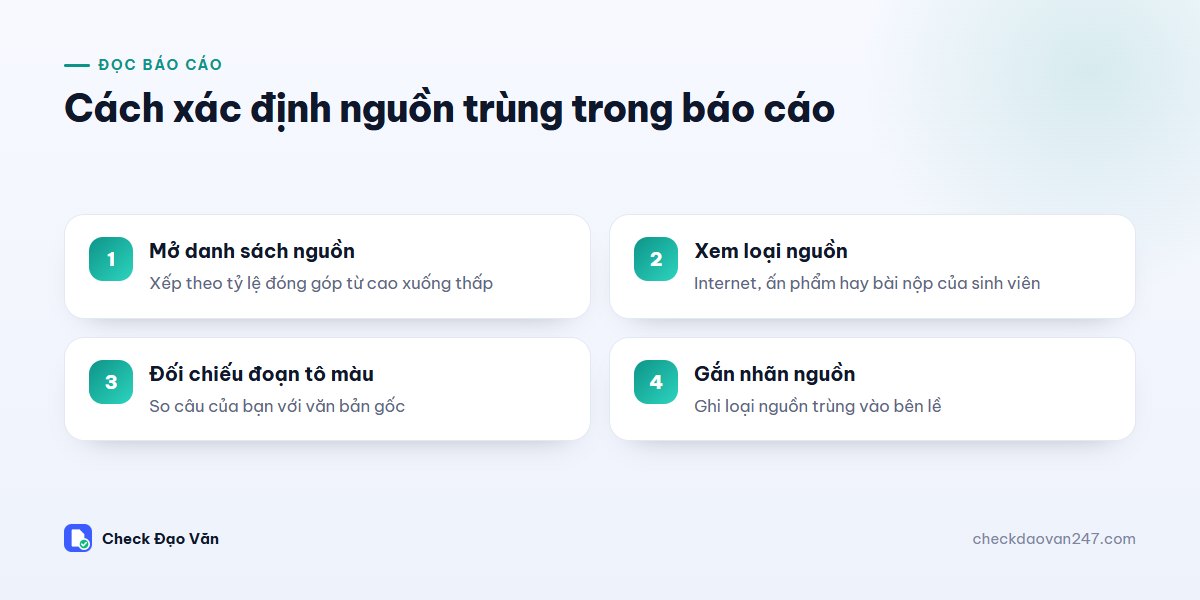 ĐỌC BÁO CÁO
Cách xác định nguồn trùng trong báo cáo
1
Mở danh sách nguồn
Xếp theo tỷ lệ đóng góp từ cao xuống thấp
2
Xem loại nguồn
Internet, ấn phẩm hay bài nộp của sinh viên
3
Đối chiếu đoạn tô màu
So câu của bạn với văn bản gốc
4
Gắn nhãn nguồn
Ghi loại nguồn trùng vào bên lề
Check Đạo Văn
checkdaovan247.com